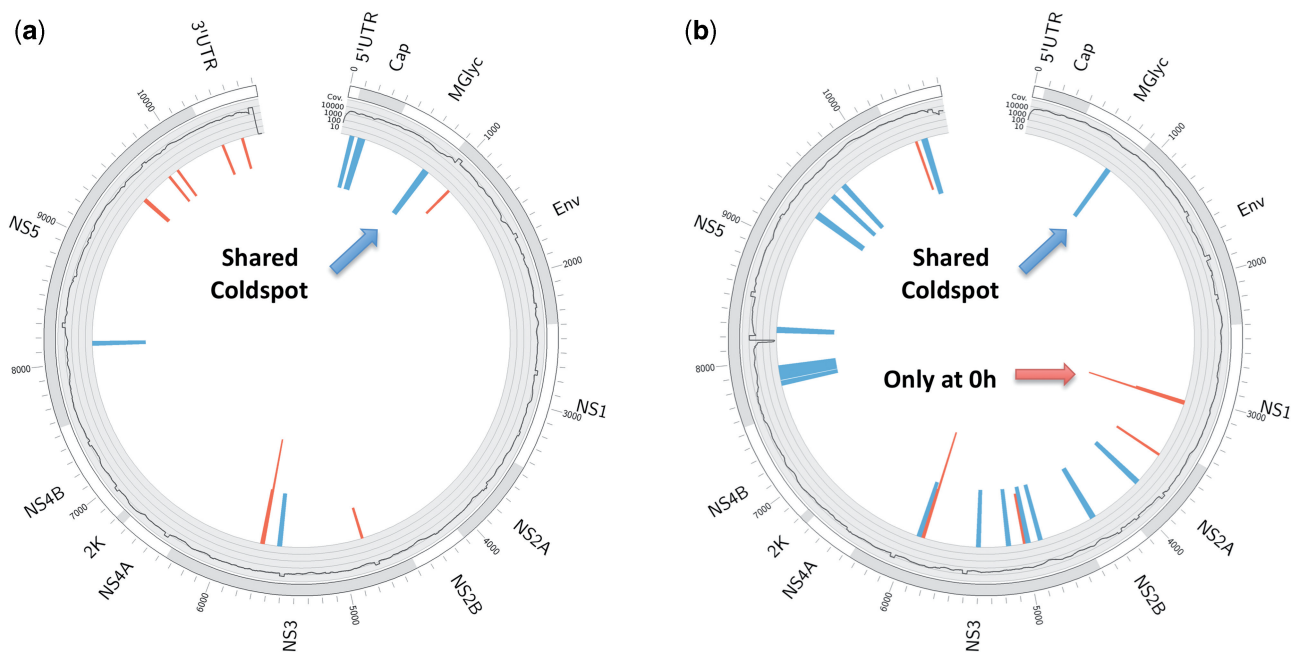 (a)
3'UTR
5'UTR
Cap
MGlyc
Env
NS1
NS2A
NS2B
NS3
NS4A
2K
NS4B
NS5
0
1000
2000
3000
4000
5000
6000
7000
8000
9000
10000
Cov.
10000
1000
100
10
Shared
Coldspot
(b)
5'UTR
Cap
MGlyc
Env
NS1
NS2A
NS2B
NS3
NS4A
2K
NS4B
NS5
0
1000
2000
3000
4000
5000
6000
7000
8000
9000
10000
Cov.
10000
1000
100
10
Shared
Coldspot
Only at 0h